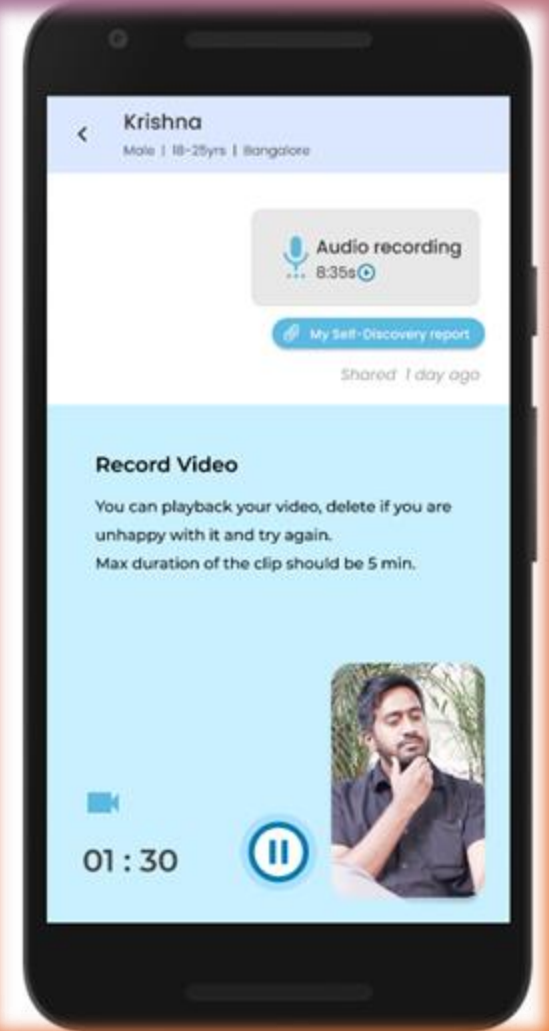 Krishna
Male | 18-25yrs | Bangalore
Audio recording
8:35s
My Self-Discovery report
Shared 1 day ago
Record Video
You can playback your video, delete if you are
unhappy with it and try again.
Max duration of the clip should be 5 min.
01 : 30